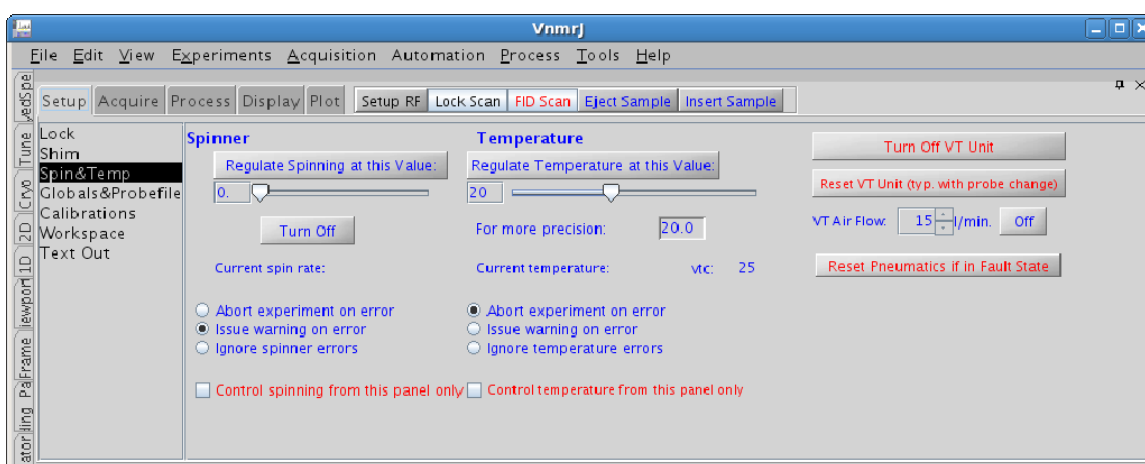 VnmrJ
File Edit View Experiments Acquisition Automation Process Tools Help
Setup Acquire Process Display Plot Setup RF Lock Scan FID Scan Eject Sample Insert Sample
Lock
Shim
Spin&Temp
Globals&Probefile
Calibrations
Workspace
Text Out
Spinner
Regulate Spinning at this Value:
0.
Turn Off
Current spin rate:
Abort experiment on error
Issue warning on error
Ignore spinner errors
Control spinning from this panel only
Temperature
Regulate Temperature at this Value:
20
For more precision: 20.0
Current temperature: vtc: 25
Abort experiment on error
Issue warning on error
Ignore temperature errors
Control temperature from this panel only
Turn Off VT Unit
Reset VT Unit (typ. with probe change)
VT Air Flow: 15 l/min. Off
Reset Pneumatics if in Fault State
Tune
Cryo
2D
1D
iewport
Frame
Pa
ling
ator